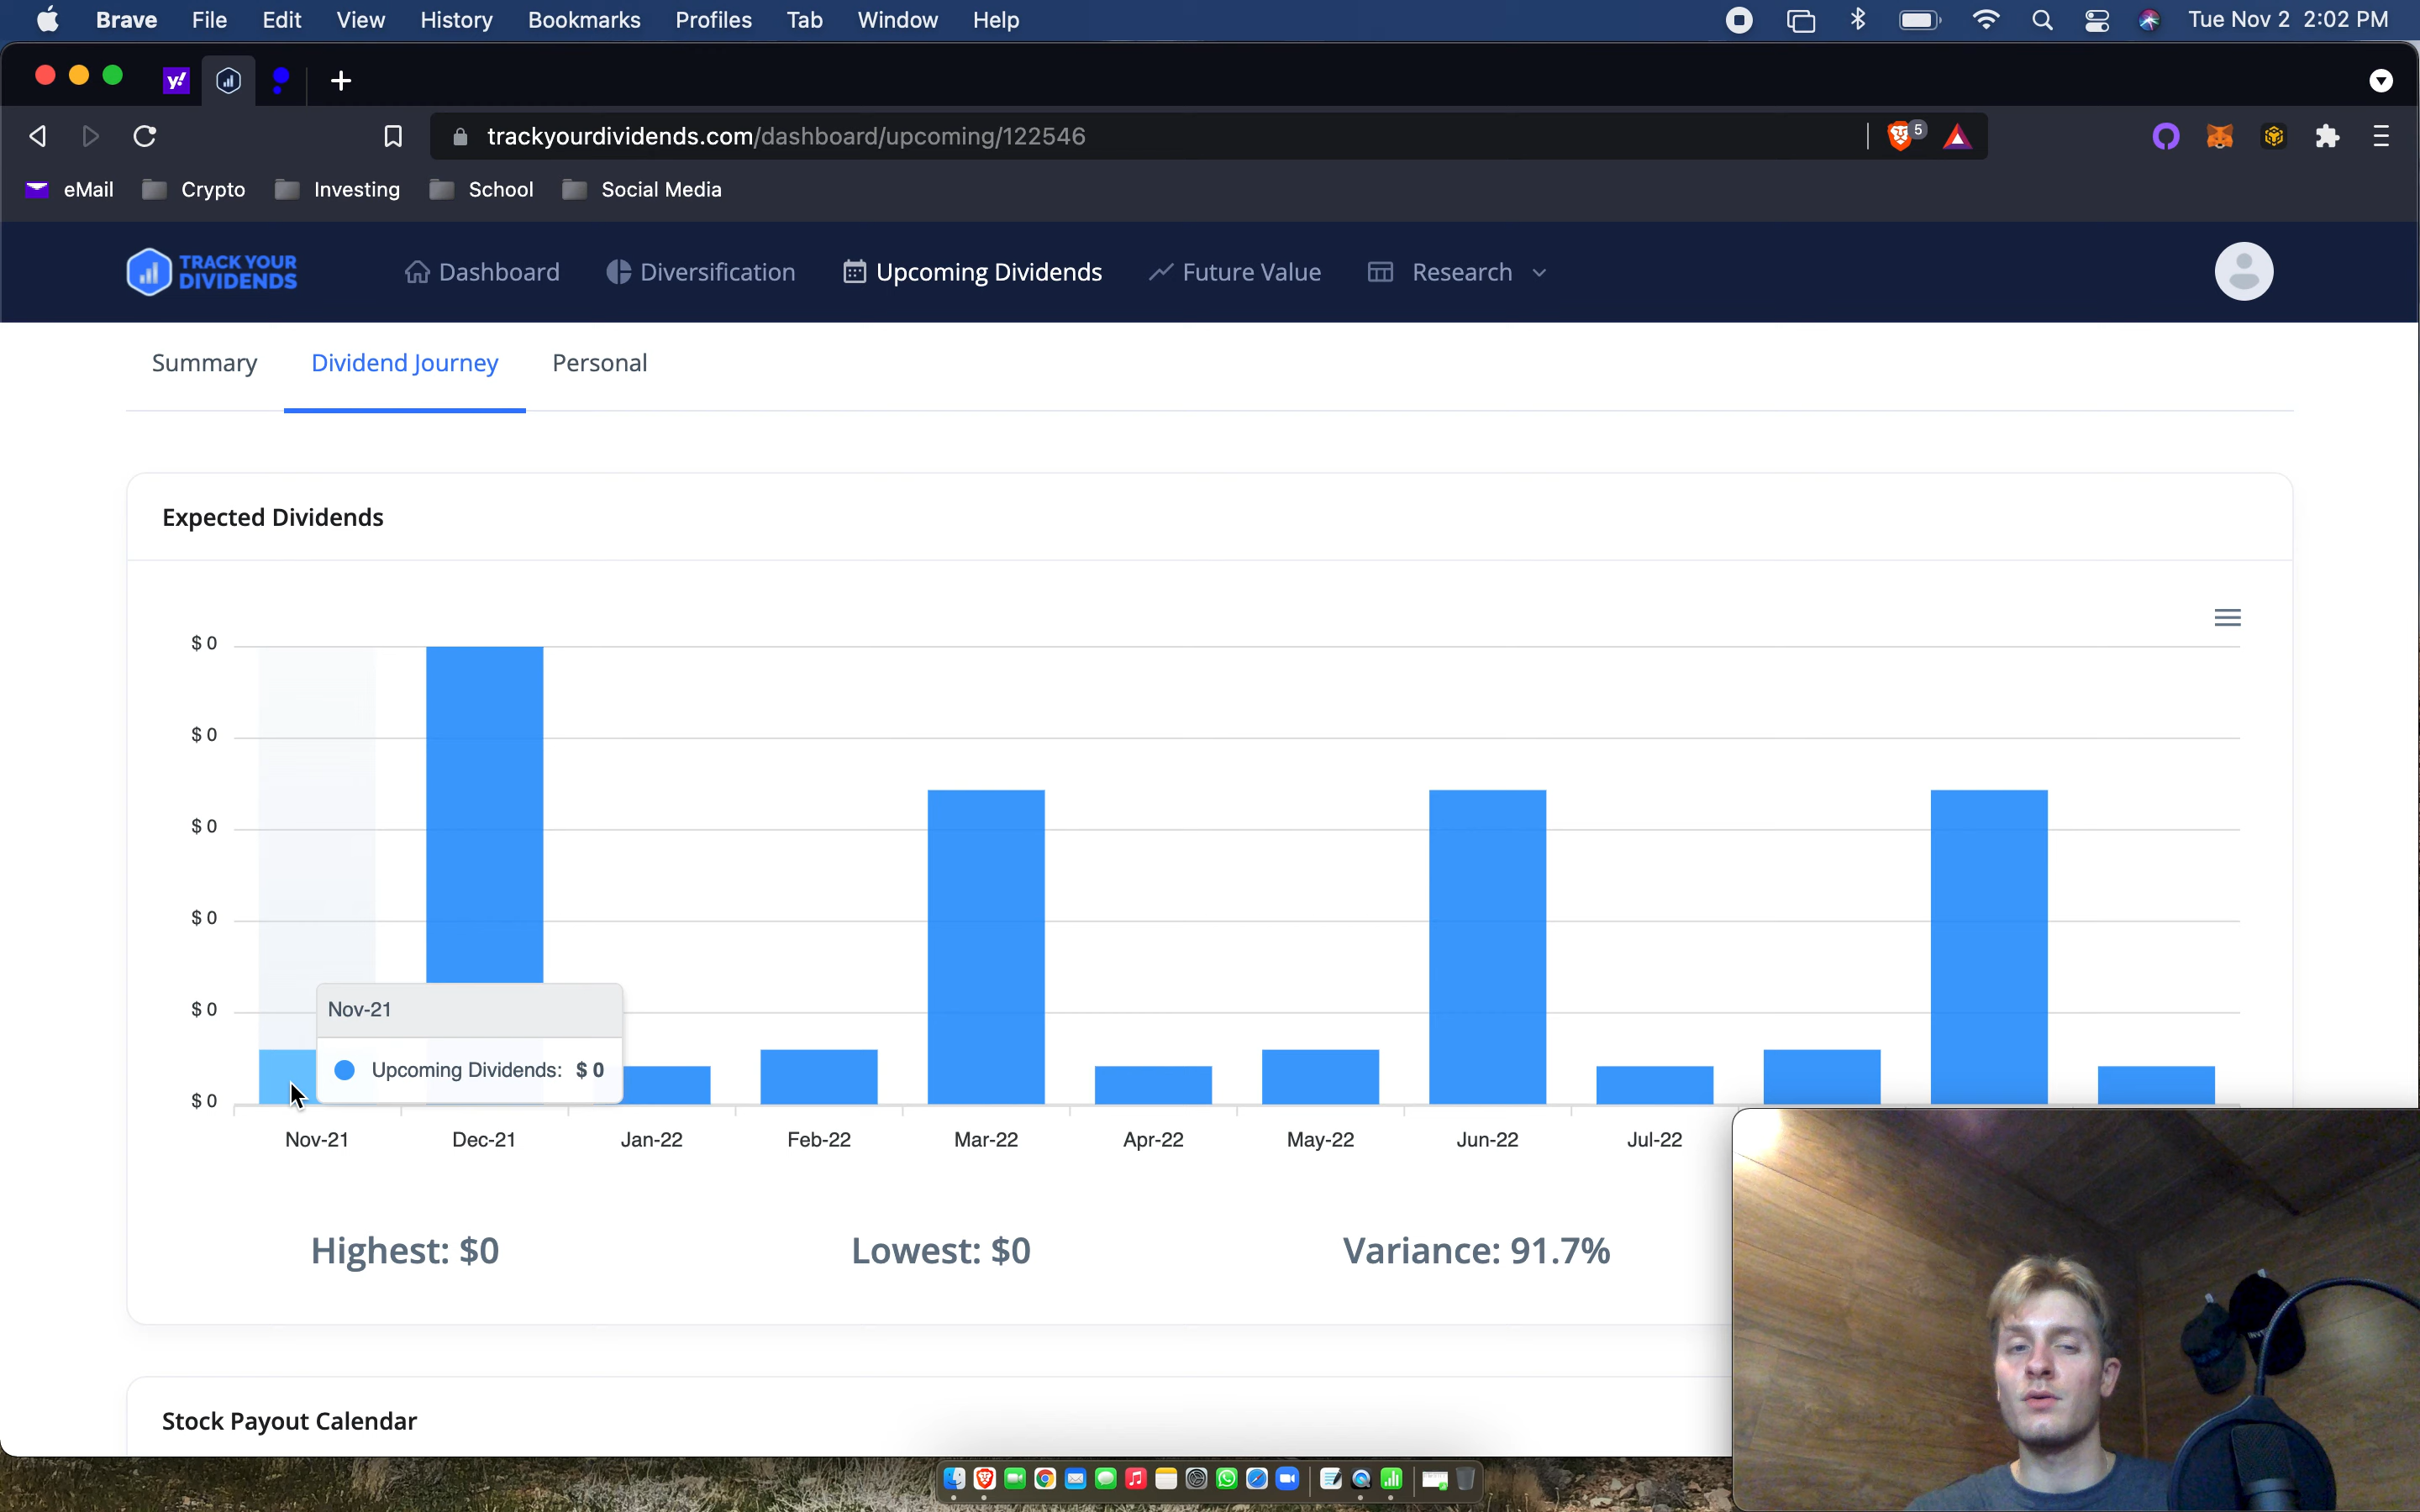 Brave File Edit View History Bookmarks Profiles Tab Window Help Tue Nov 2 2:02 PM
y!
trackyourdividends.com/dashboard/upcoming/122546 5
eMail Crypto Investing School Social Media
TRACK YOUR
DIVIDENDS
Dashboard Diversification Upcoming Dividends Future Value Research
Summary Dividend Journey Personal
Expected Dividends
$ 0
$ 0
$ 0
$ 0
$ 0
$ 0
Nov-21
Upcoming Dividends: $ 0
Nov-21 Dec-21 Jan-22 Feb-22 Mar-22 Apr-22 May-22 Jun-22 Jul-22
Highest: $0 Lowest: $0 Variance: 91.7%
Stock Payout Calendar